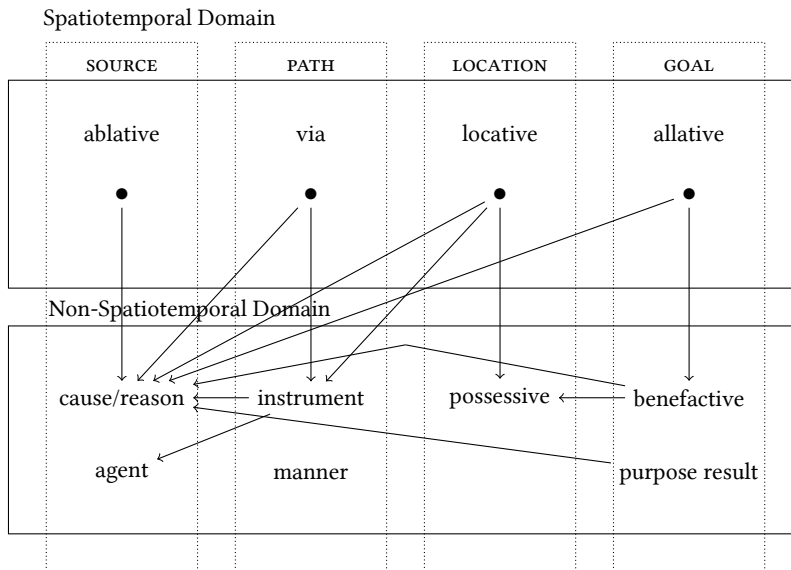 Spatiotemporal Domain
SOURCE PATH LOCATION GOAL
ablative via locative allative
Non-Spatiotemporal Domain
cause/reason instrument possessive benefactive
agent manner purpose result